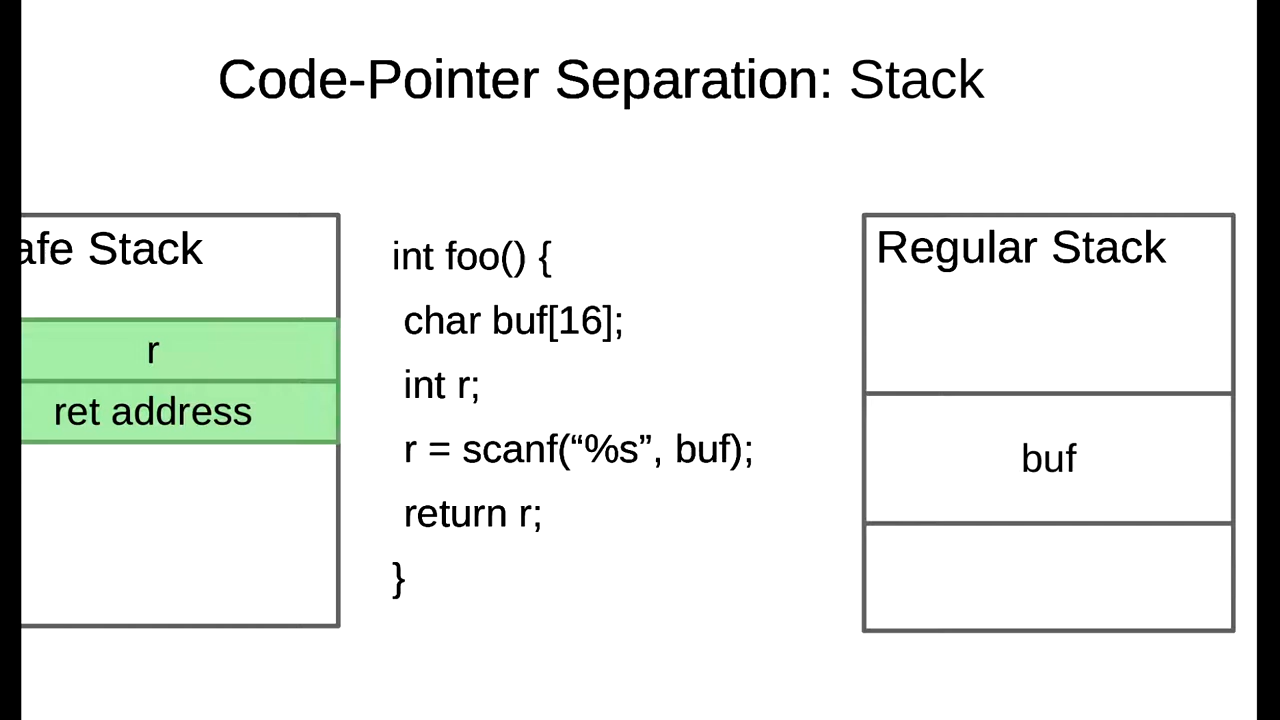 Code-Pointer Separation: Stack
afe Stack
r
ret address
int foo() {
char buf[16];
int r;
r = scanf(“%s”, buf);
return r;
}
Regular Stack
buf